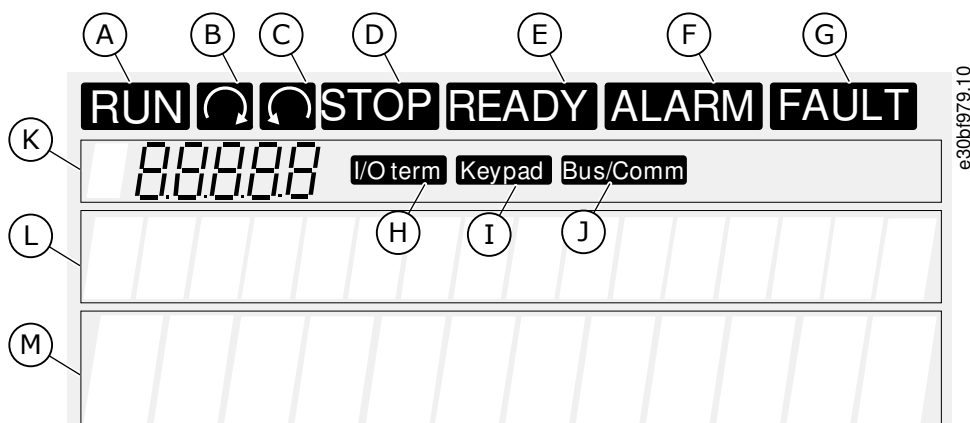 A B C D E F G
RUN STOP READY ALARM FAULT
K 8.8.8.8.8 I/O term Keypad Bus/Comm
H I J
L
M
e30bf979.10